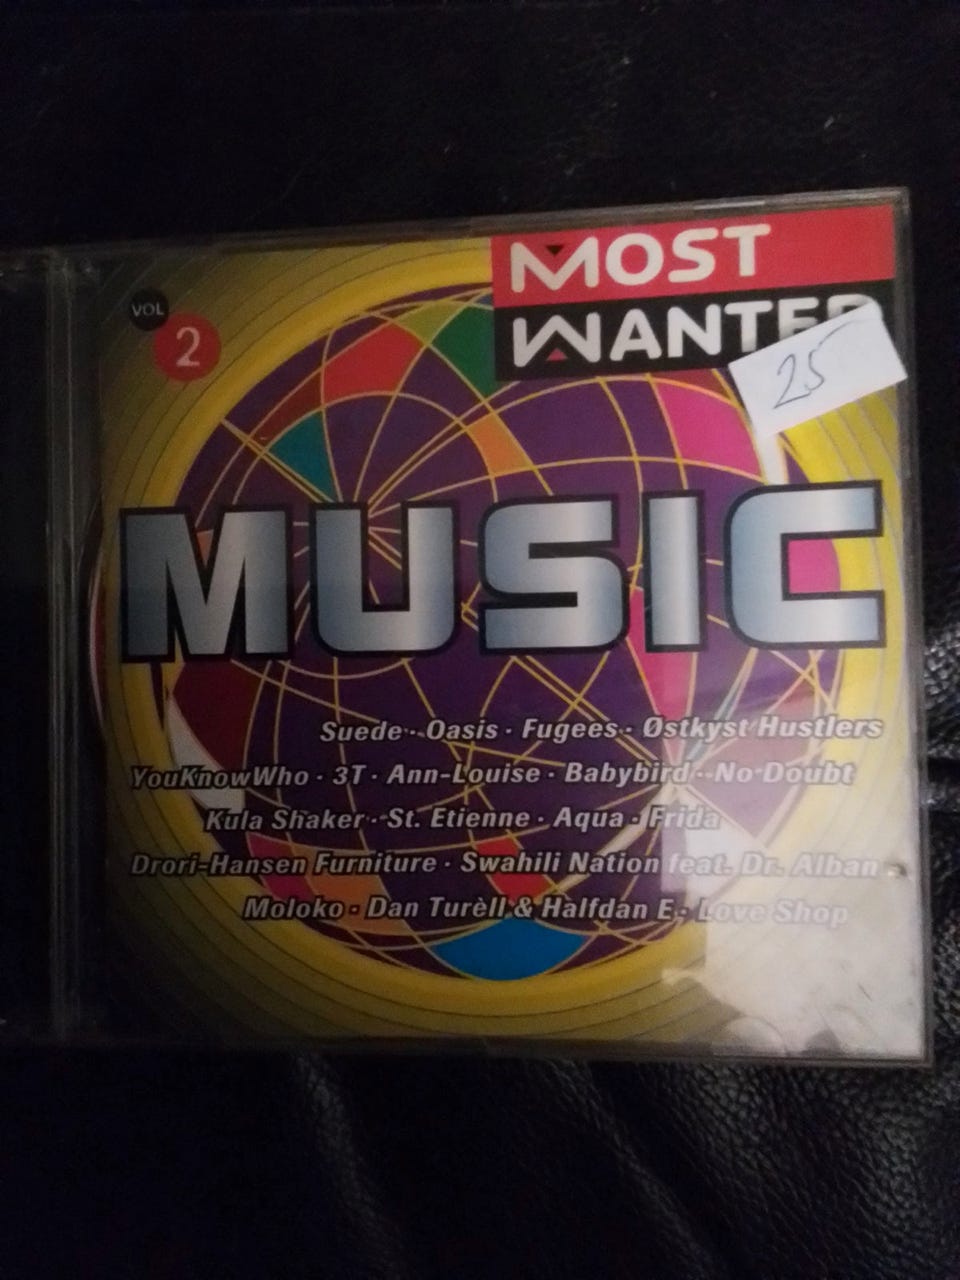 MOST
WANTED
VOL
2
25
MUSIC
Suede · Oasis · Fugees · Østkyst Hustlers
YouKnowWho · 3T · Ann-Louise · Babybird · No Doubt
Kula Shaker · St. Etienne · Aqua · Frida
Drori-Hansen Furniture · Swahili Nation feat. Dr. Alban
Moloko · Dan Turèll & Halfdan E · Love Shop